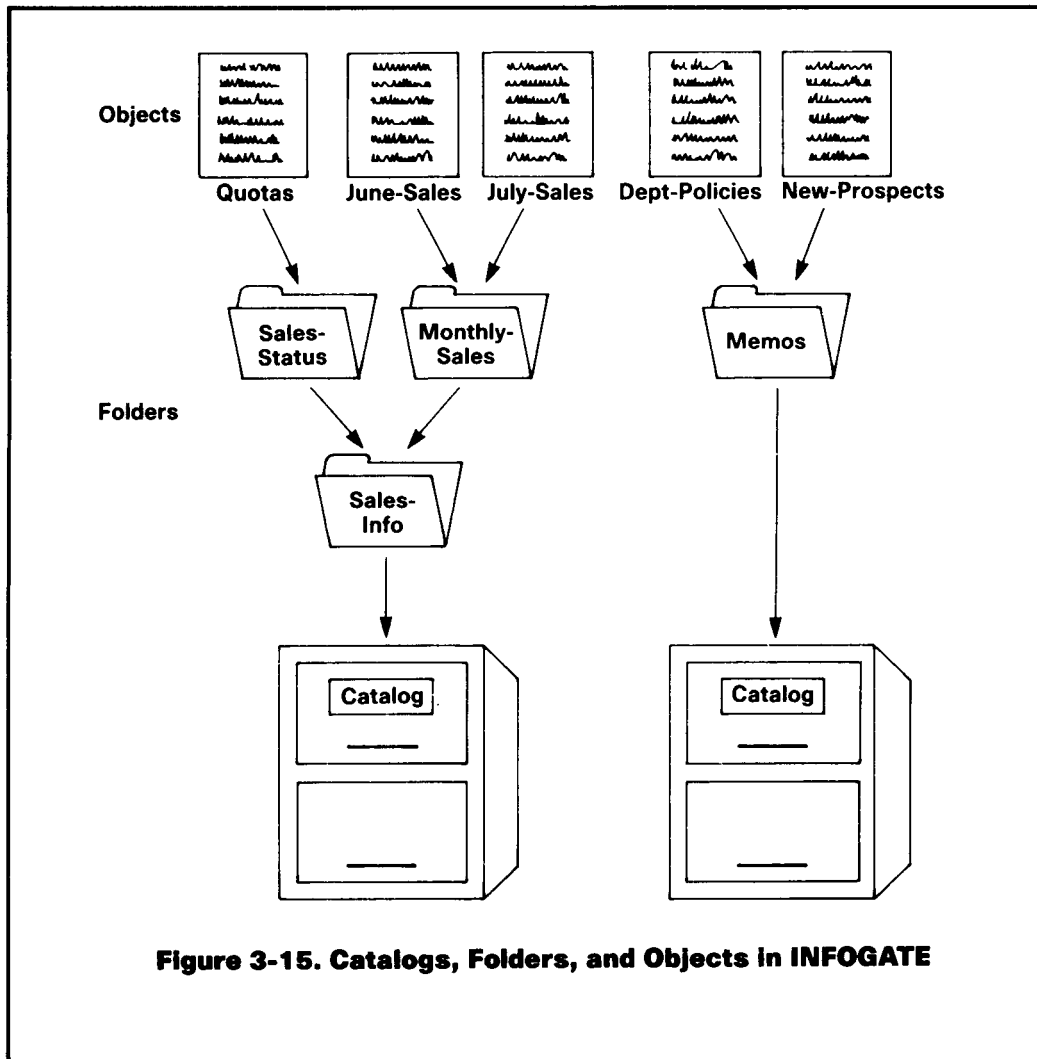 Objects
Quotas
June-Sales
July-Sales
Dept-Policies
New-Prospects
Sales-
Status
Monthly-
Sales
Memos
Folders
Sales-
Info
Catalog
Catalog
Figure 3-15. Catalogs, Folders, and Objects in INFOGATE